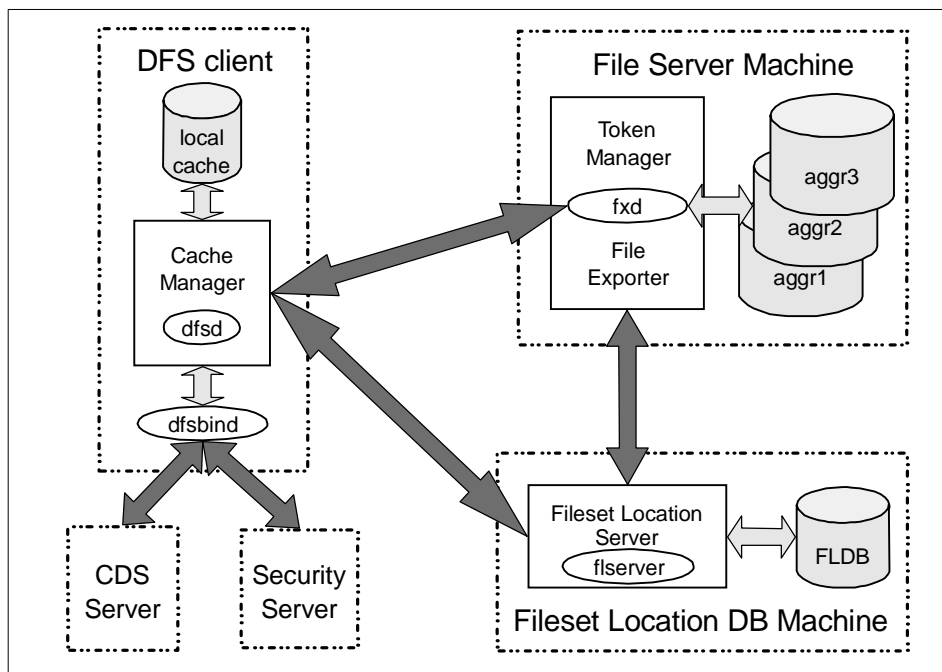 DFS client
local
cache
Cache
Manager
dfsd
dfsbind
CDS
Server
Security
Server
File Server Machine
Token
Manager
fxd
File
Exporter
aggr3
aggr2
aggr1
Fileset Location
Server
flserver
FLDB
Fileset Location DB Machine